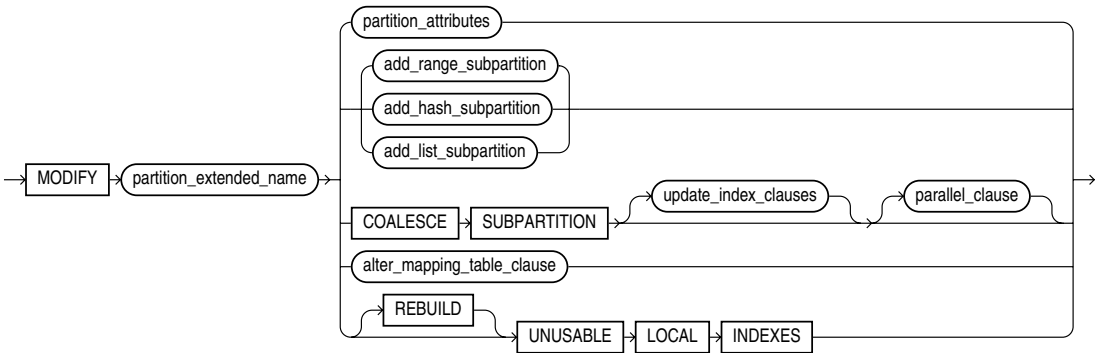 partition_attributes
add_range_subpartition
add_hash_subpartition
add_list_subpartition
MODIFY partition_extended_name
update_index_clauses parallel_clause
COALESCE SUBPARTITION
alter_mapping_table_clause
REBUILD
UNUSABLE LOCAL INDEXES